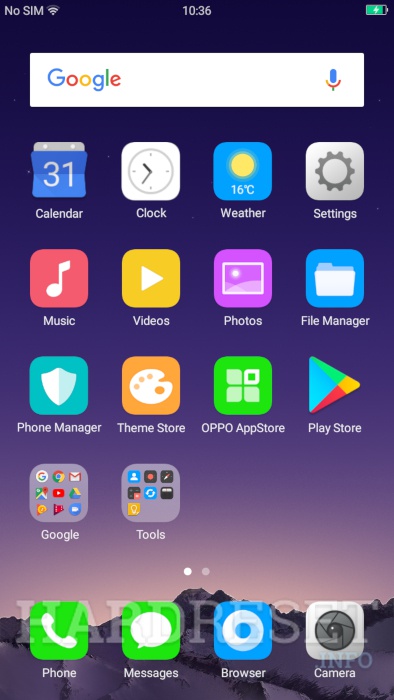 No SIM 10:36
Google
31
16°C
Calendar Clock Weather Settings
Music Videos Photos File Manager
Phone Manager Theme Store OPPO AppStore Play Store
Google Tools
HARDRESET
.INFO
Phone Messages Browser Camera